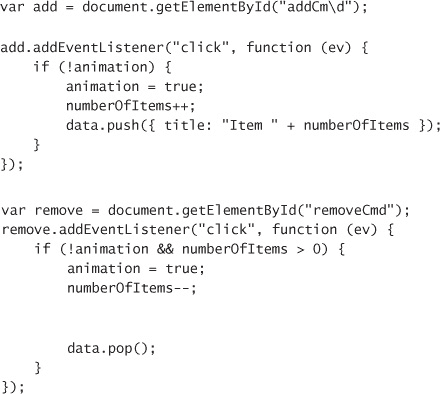 var add = document.getElementById("addCm\d");
add.addEventListener("click", function (ev) {
    if (!animation) {
        animation = true;
        numberOfItems++;
        data.push({ title: "Item " + numberOfItems });
    }
});
var remove = document.getElementById("removeCmd");
remove.addEventListener("click", function (ev) {
    if (!animation && numberOfItems > 0) {
        animation = true;
        numberOfItems--;
        data.pop();
    }
});